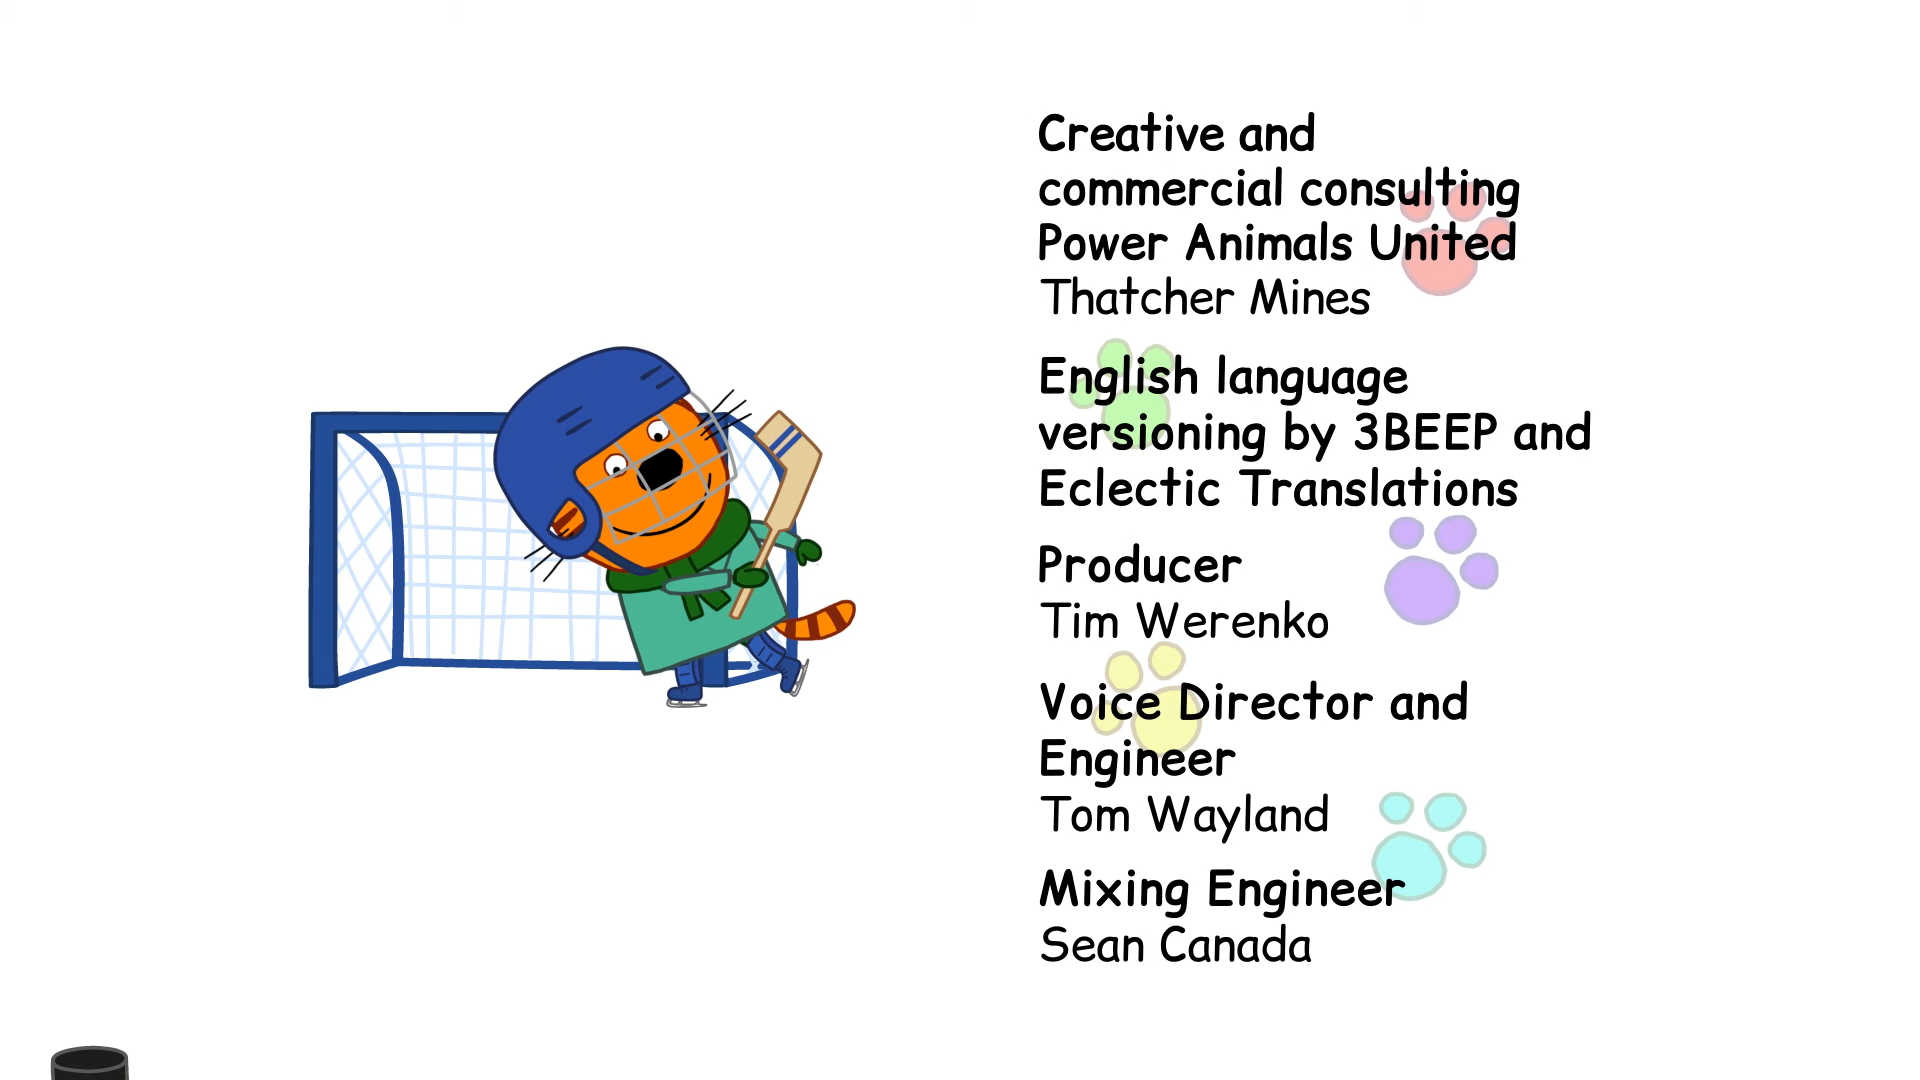 Creative and
commercial consulting
Power Animals United
Thatcher Mines
English language
versioning by 3BEEP and
Eclectic Translations
Producer
Tim Werenko
Voice Director and
Engineer
Tom Wayland
Mixing Engineer
Sean Canada